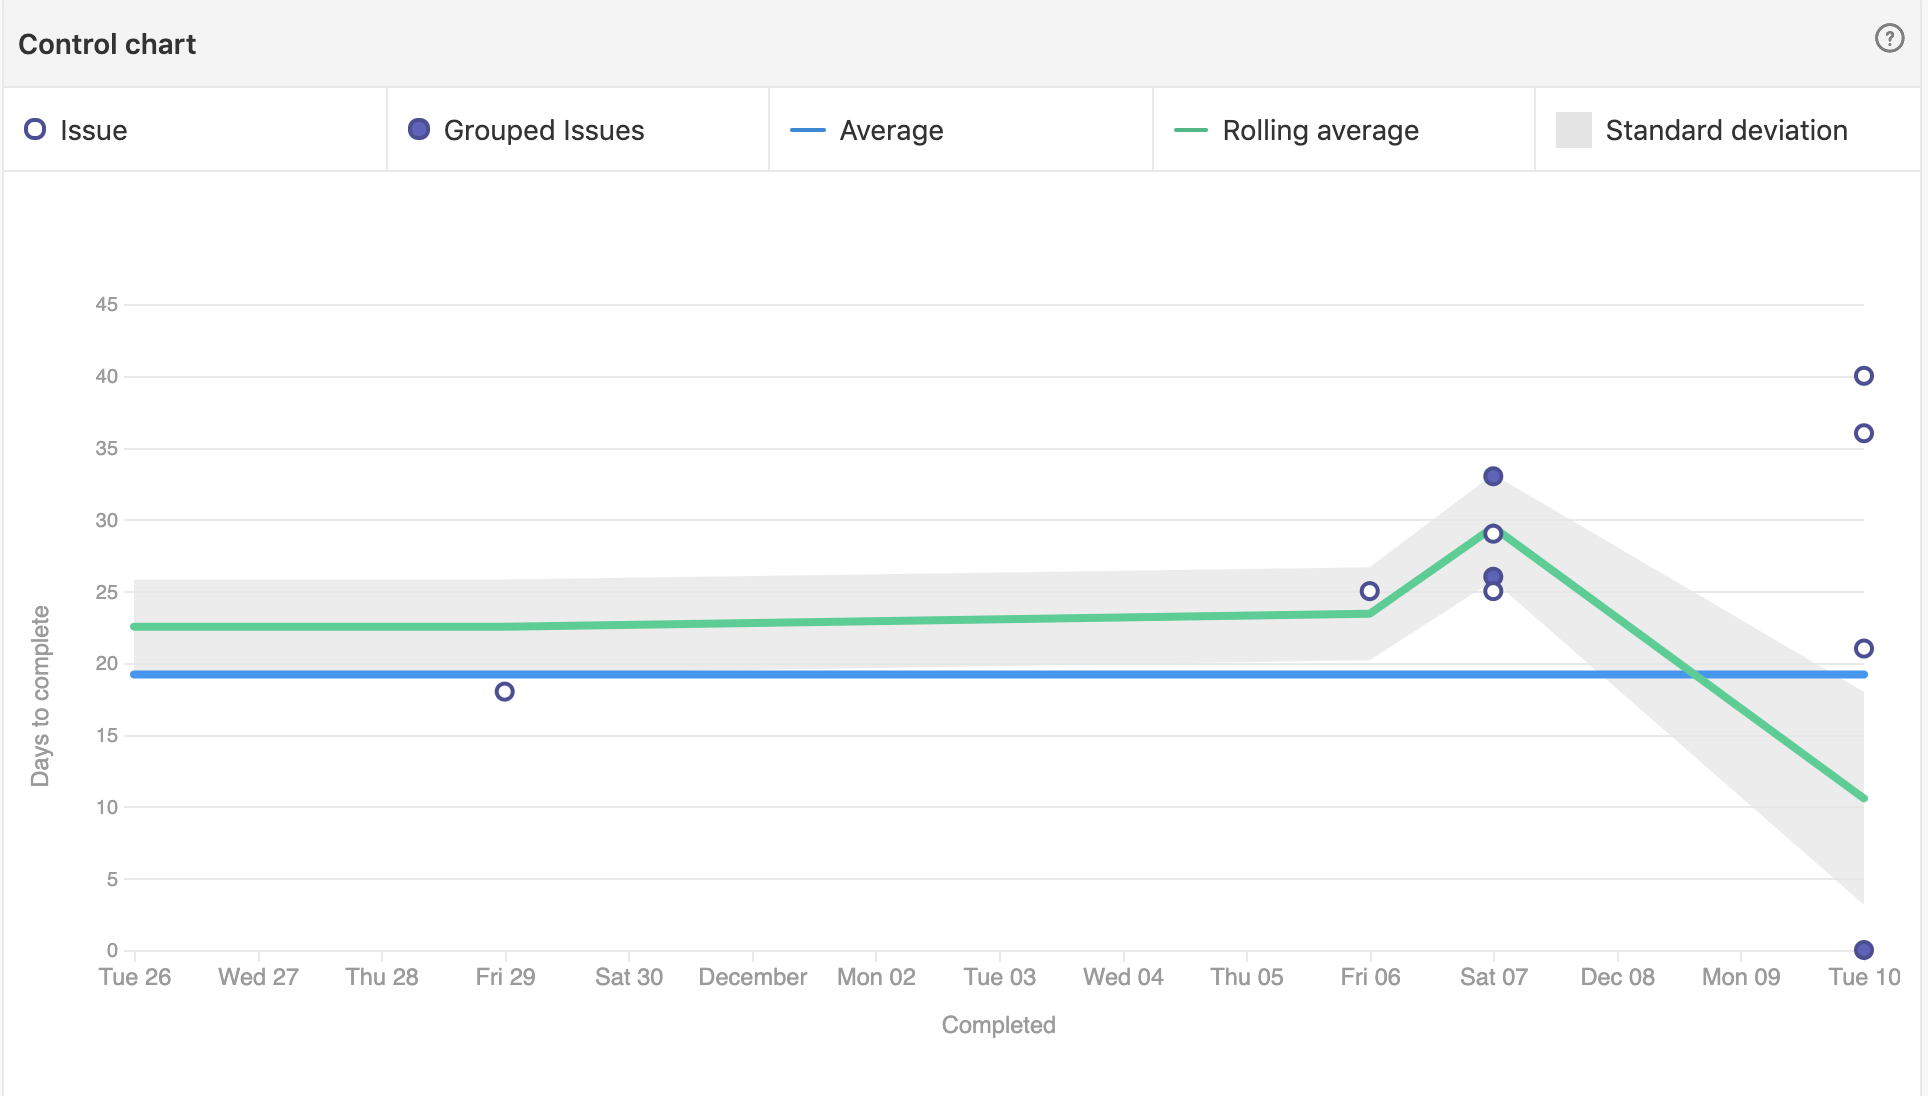 Control chart
?
Issue
Grouped Issues
Average
Rolling average
Standard deviation
45
40
35
30
25
20
15
10
5
0
Days to complete
Tue 26 Wed 27 Thu 28 Fri 29 Sat 30 December Mon 02 Tue 03 Wed 04 Thu 05 Fri 06 Sat 07 Dec 08 Mon 09 Tue 10
Completed